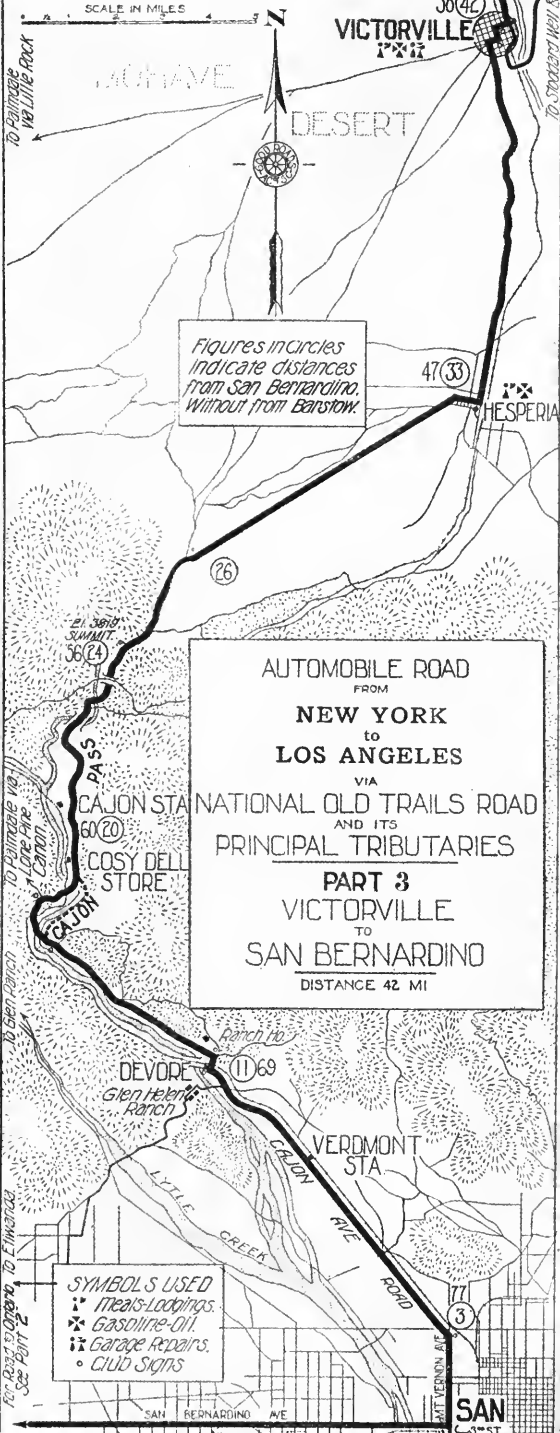 SCALE IN MILES
N
38(42)
VICTORVILLE
MOHAVE
DESERT
To Palmdale
via Little Rock
GOOD ROADS
Figures in Circles
indicate distances
from San Bernardino.
Without from Barstow.
47 33
HESPERIA
26
El. 3819
SUMMIT.
56 24
PASS
CAJON STA
60 20
COSY DELL
STORE
CAJON
To Palmdale via
Lone Pine
Canon.
To Glen Ranch
AUTOMOBILE ROAD
FROM
NEW YORK
to
LOS ANGELES
VIA
NATIONAL OLD TRAILS ROAD
AND ITS
PRINCIPAL TRIBUTARIES
PART 3
VICTORVILLE
TO
SAN BERNARDINO
DISTANCE 42 MI
Ranch Ho.
DEVORE
11 69
Glen Helen
Ranch
VERDMONT
STA
CAJON AVE ROAD
LYTLE CREEK
77
3
To Etiwanda
For Road to Ontario
See Part 2
SYMBOLS USED
Meals-Lodgings.
Gasoline-Oil.
Garage Repairs.
Club Signs
MT VERNON AVE
SAN BERNARDINO AVE
SAN
3RD ST.